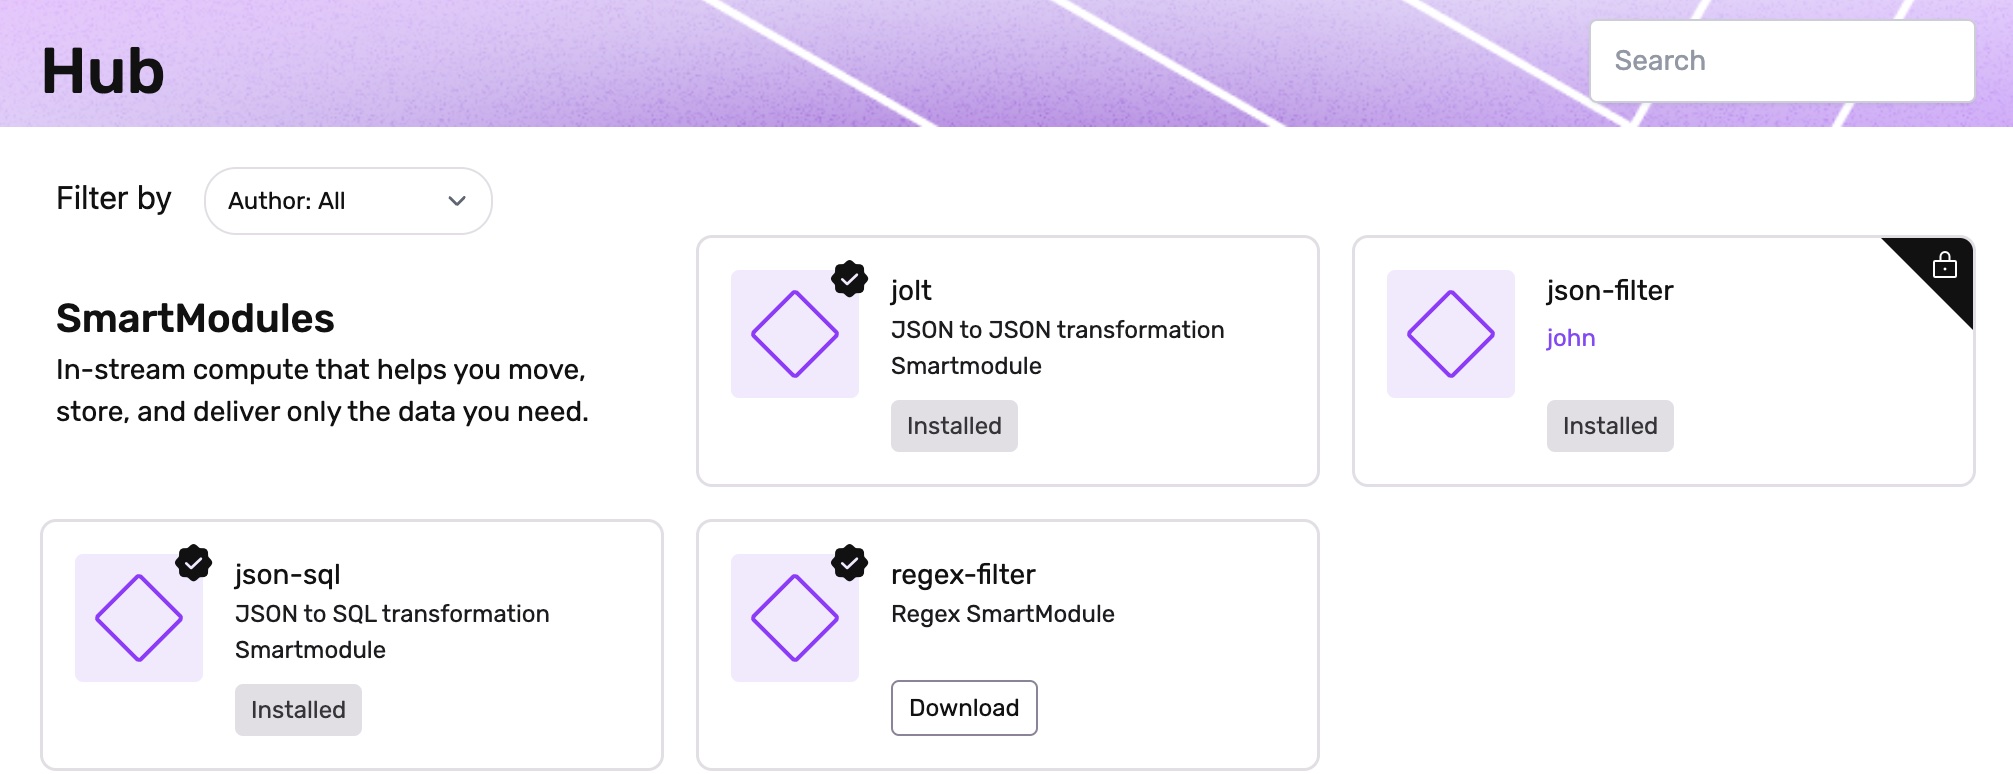 Hub
Search
Filter by
Author: All
SmartModules
In-stream compute that helps you move,
store, and deliver only the data you need.
jolt
JSON to JSON transformation
Smartmodule
Installed
json-filter
john
Installed
json-sql
JSON to SQL transformation
Smartmodule
Installed
regex-filter
Regex SmartModule
Download